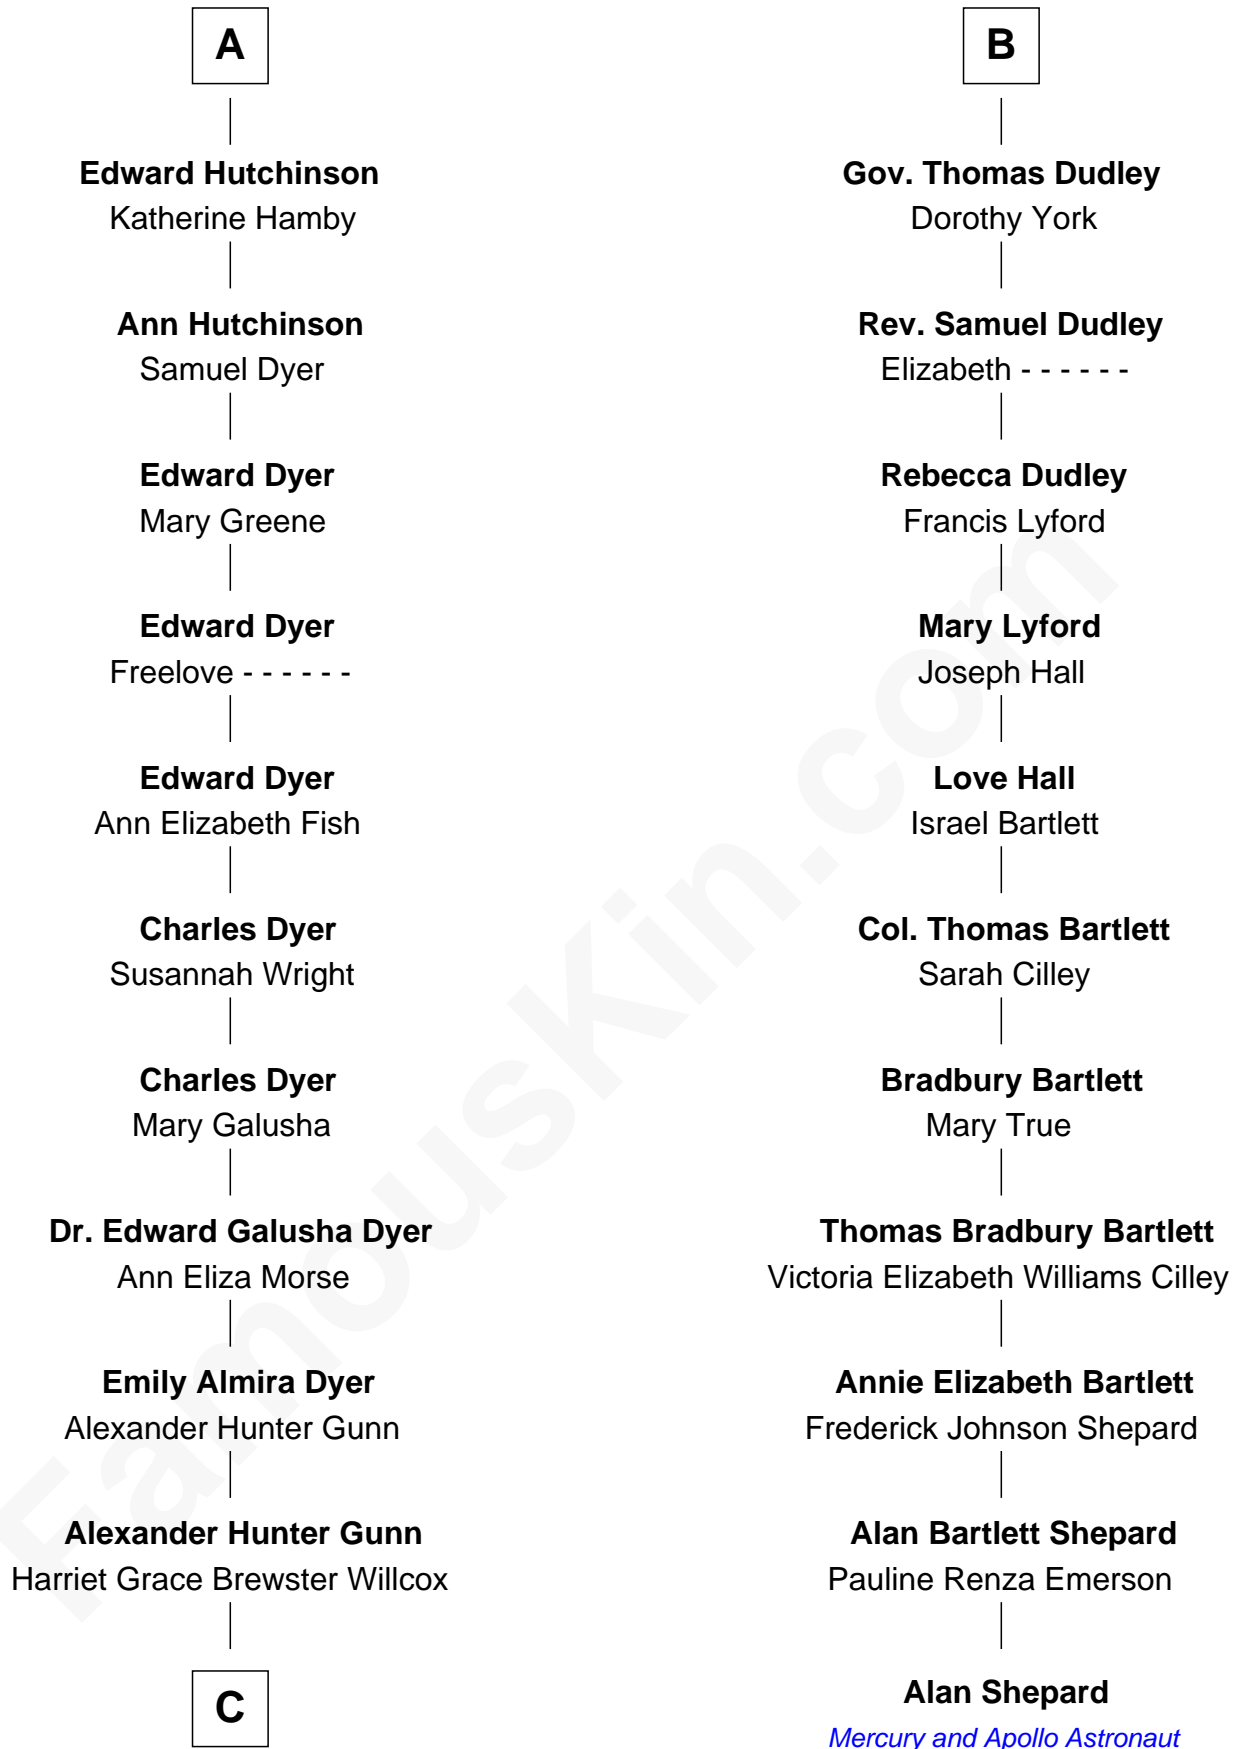 A
Edward Hutchinson
Katherine Hamby
Ann Hutchinson
Samuel Dyer
Edward Dyer
Mary Greene
Edward Dyer
Freelove - - - - - -
Edward Dyer
Ann Elizabeth Fish
Charles Dyer
Susannah Wright
Charles Dyer
Mary Galusha
Dr. Edward Galusha Dyer
Ann Eliza Morse
Emily Almira Dyer
Alexander Hunter Gunn
Alexander Hunter Gunn
Harriet Grace Brewster Willcox
C
B
Gov. Thomas Dudley
Dorothy York
Rev. Samuel Dudley
Elizabeth - - - - - -
Rebecca Dudley
Francis Lyford
Mary Lyford
Joseph Hall
Love Hall
Israel Bartlett
Col. Thomas Bartlett
Sarah Cilley
Bradbury Bartlett
Mary True
Thomas Bradbury Bartlett
Victoria Elizabeth Williams Cilley
Annie Elizabeth Bartlett
Frederick Johnson Shepard
Alan Bartlett Shepard
Pauline Renza Emerson
Alan Shepard
Mercury and Apollo Astronaut
FamousKin.com